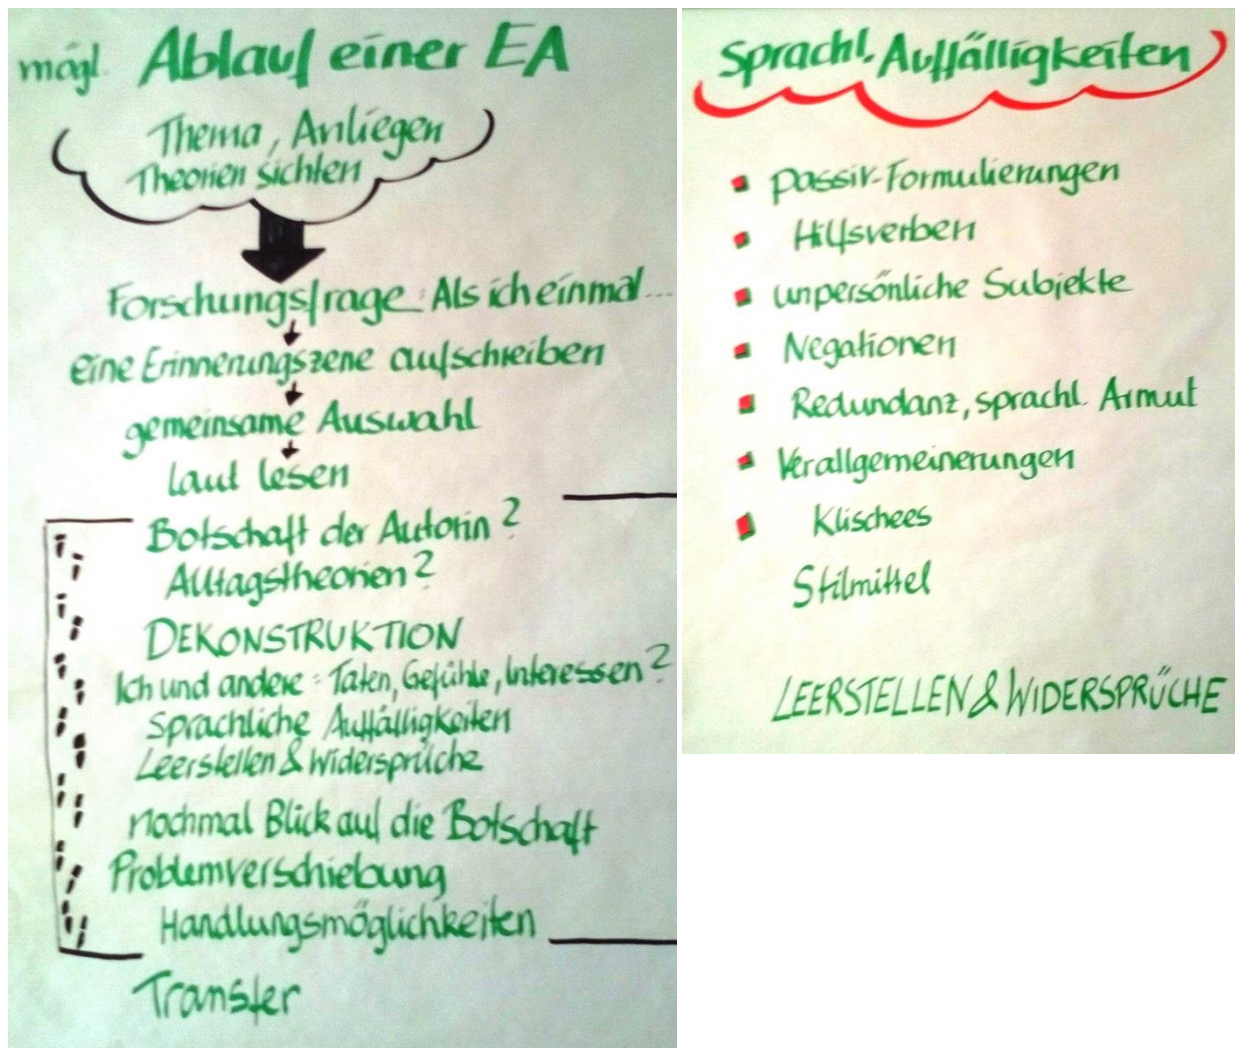 mögl. Ablauf einer EA
Thema, Anliegen
Theorien sichten
Forschungsfrage: Als ich einmal...
eine Erinnerungszene aufschreiben
gemeinsame Auswahl
laut lesen
Botschaft der Autorin?
Alltagstheorien?
DEKONSTRUKTION
Ich und andere: Taten, Gefühle, Interessen?
Sprachliche Auffälligkeiten
Leerstellen & Widersprüche
nochmal Blick auf die Botschaft
Problemverschiebung
Handlungsmöglichkeiten
Transfer
Sprachl. Auffälligkeiten
passiv-Formulierungen
Hilfsverben
unpersönliche Subjekte
Negationen
Redundanz, sprachl. Armut
Verallgemeinerungen
Klischees
Stilmittel
LEERSTELLEN & WIDERSPRÜCHE